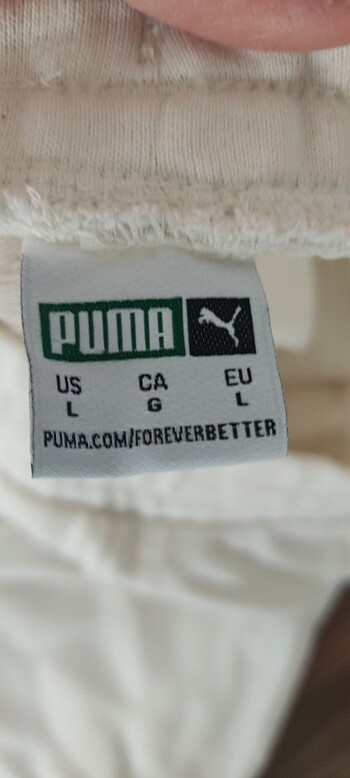 PUMA
US CA EU
L G L
PUMA.COM/FOREVERBETTER